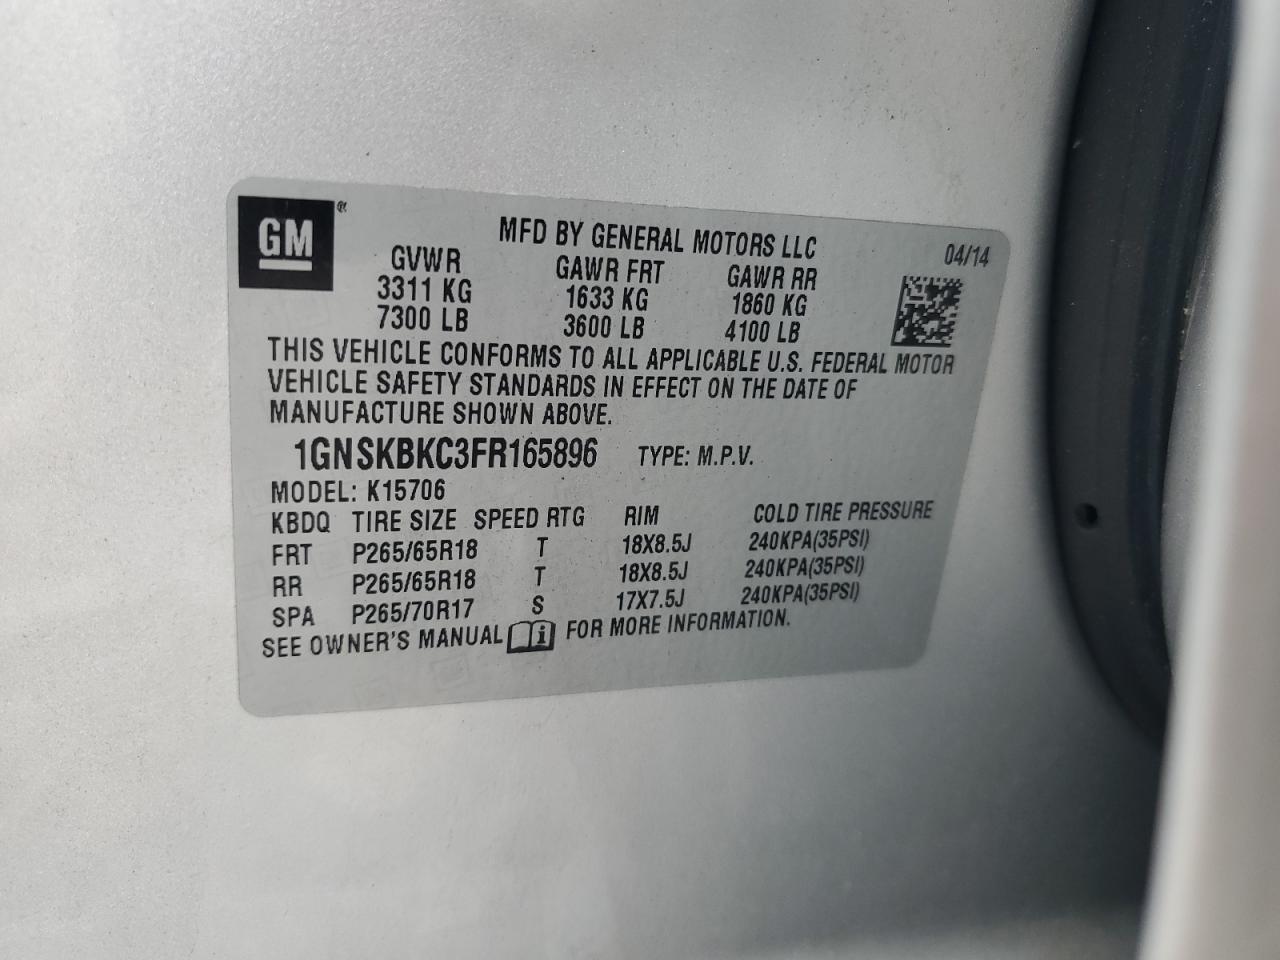 GM ®
MFD BY GENERAL MOTORS LLC 04/14
GVWR GAWR FRT GAWR RR
3311 KG 1633 KG 1860 KG
7300 LB 3600 LB 4100 LB
THIS VEHICLE CONFORMS TO ALL APPLICABLE U.S. FEDERAL MOTOR
VEHICLE SAFETY STANDARDS IN EFFECT ON THE DATE OF
MANUFACTURE SHOWN ABOVE.
1GNSKBKC3FR165896 TYPE: M.P.V.
MODEL: K15706
KBDQ TIRE SIZE SPEED RTG RIM COLD TIRE PRESSURE
FRT P265/65R18 T 18X8.5J 240KPA(35PSI)
RR P265/65R18 T 18X8.5J 240KPA(35PSI)
SPA P265/70R17 S 17X7.5J 240KPA(35PSI)
SEE OWNER'S MANUAL i FOR MORE INFORMATION.